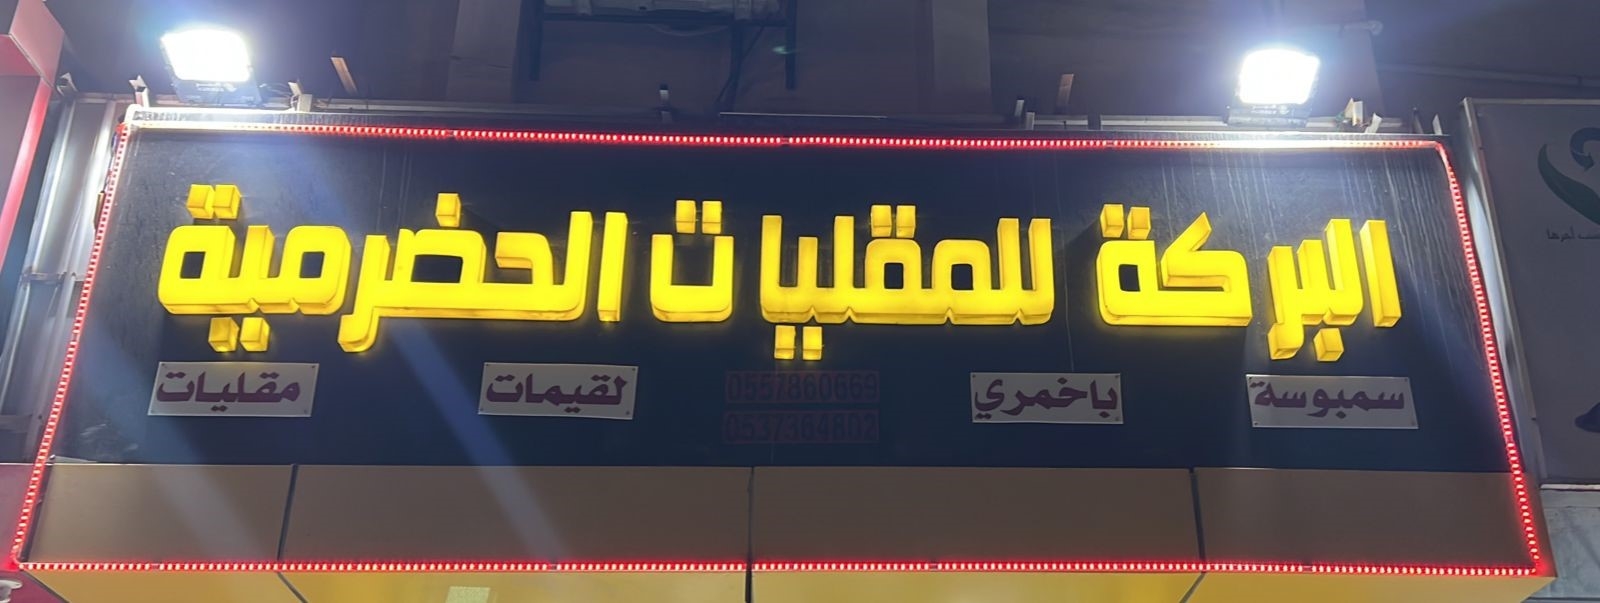 البركة للمقليات الحضرمية
سمبوسة
باخمري
0557860669
0537364802
لقيمات
مقليات